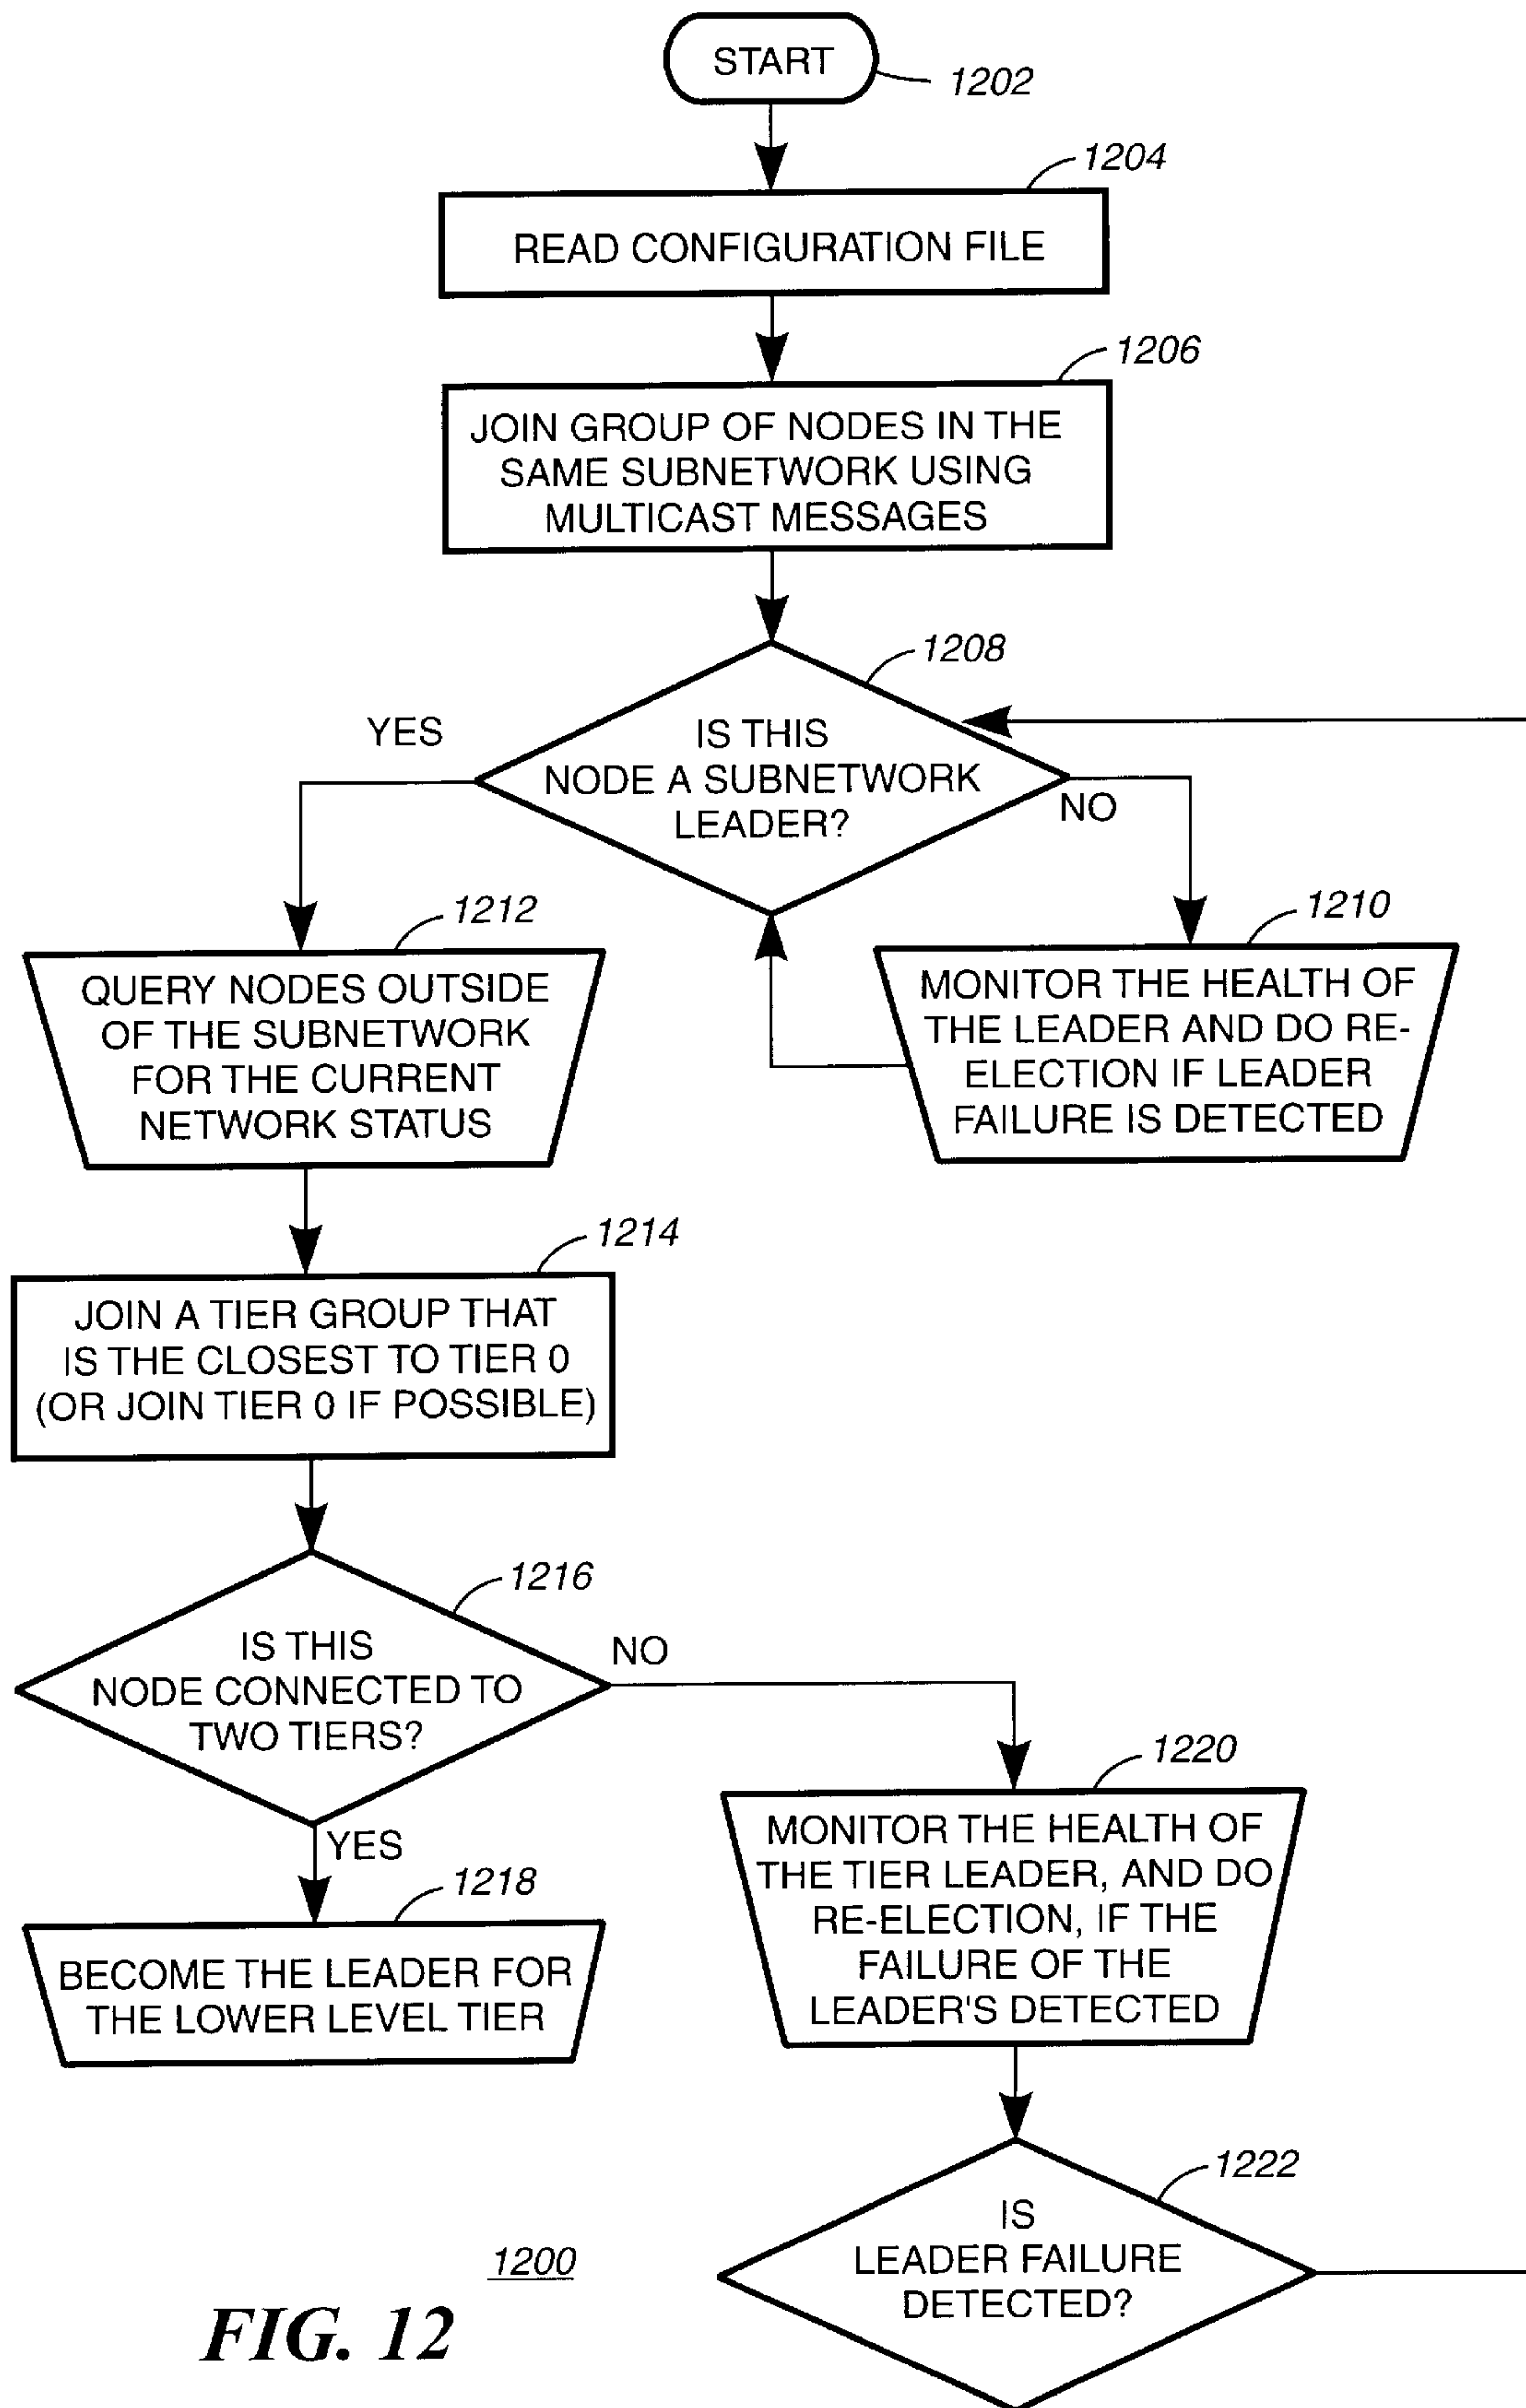 START
1202
1204
READ CONFIGURATION FILE
1206
JOIN GROUP OF NODES IN THE
SAME SUBNETWORK USING
MULTICAST MESSAGES
1208
YES
IS THIS
NODE A SUBNETWORK
LEADER?
NO
1212
QUERY NODES OUTSIDE
OF THE SUBNETWORK
FOR THE CURRENT
NETWORK STATUS
1210
MONITOR THE HEALTH OF
THE LEADER AND DO RE-
ELECTION IF LEADER
FAILURE IS DETECTED
1214
JOIN A TIER GROUP THAT
IS THE CLOSEST TO TIER 0
(OR JOIN TIER 0 IF POSSIBLE)
1216
IS THIS
NODE CONNECTED TO
TWO TIERS?
NO
YES
1218
BECOME THE LEADER FOR
THE LOWER LEVEL TIER
1220
MONITOR THE HEALTH OF
THE TIER LEADER, AND DO
RE-ELECTION, IF THE
FAILURE OF THE
LEADER'S DETECTED
1222
IS
LEADER FAILURE
DETECTED?
1200
FIG. 12